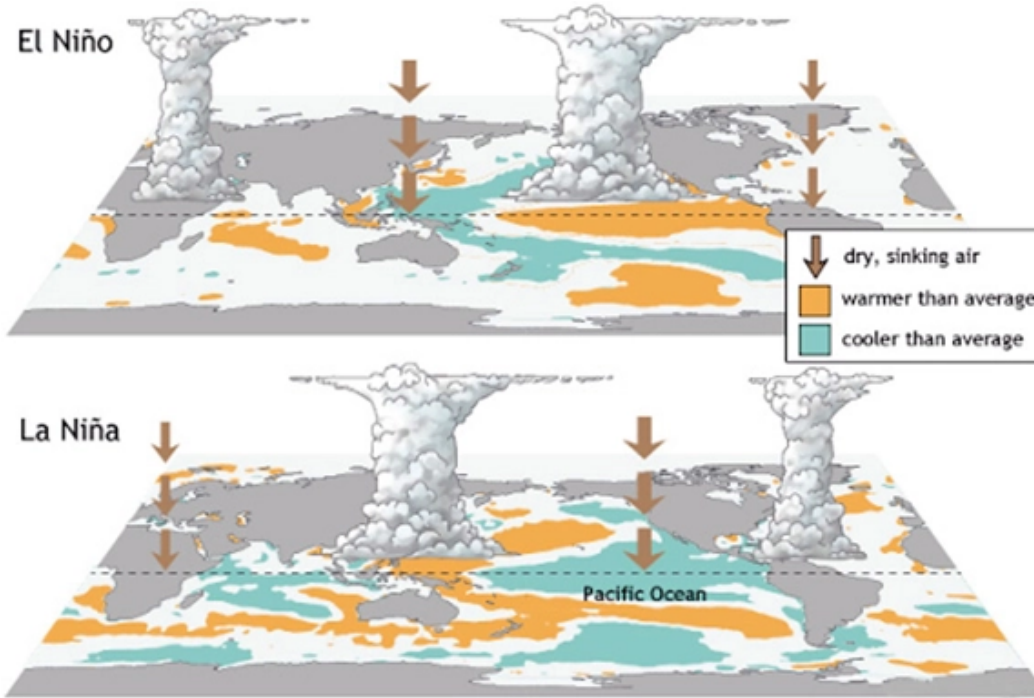 El Niño
dry, sinking air
warmer than average
cooler than average
La Niña
Pacific Ocean